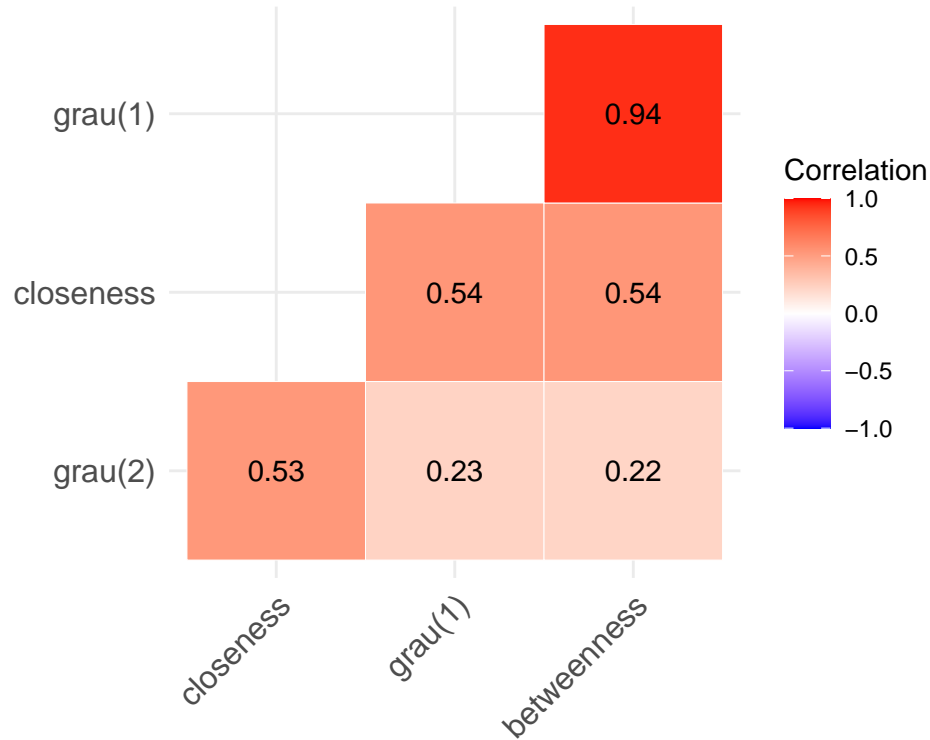 grau(1)
0.94
closeness
0.54
0.54
grau(2)
0.53
0.23
0.22
closeness
grau(1)
betweenness
Correlation
1.0
0.5
0.0
−0.5
−1.0